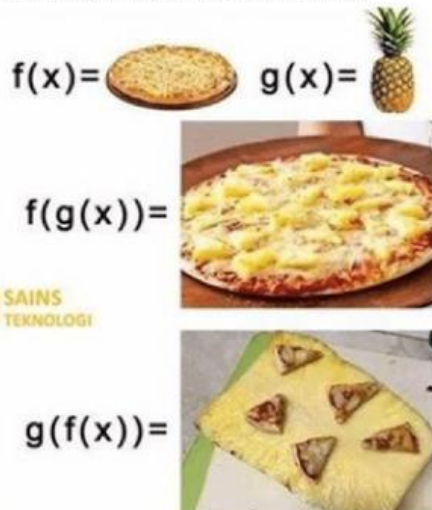 f(x)= g(x)=
f(g(x))=
SAINS
TEKNOLOGI
g(f(x))=